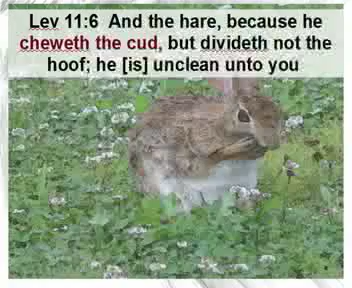 Lev 11:6 And the hare, because he
cheweth the cud, but divideth not the
hoof; he [is] unclean unto you